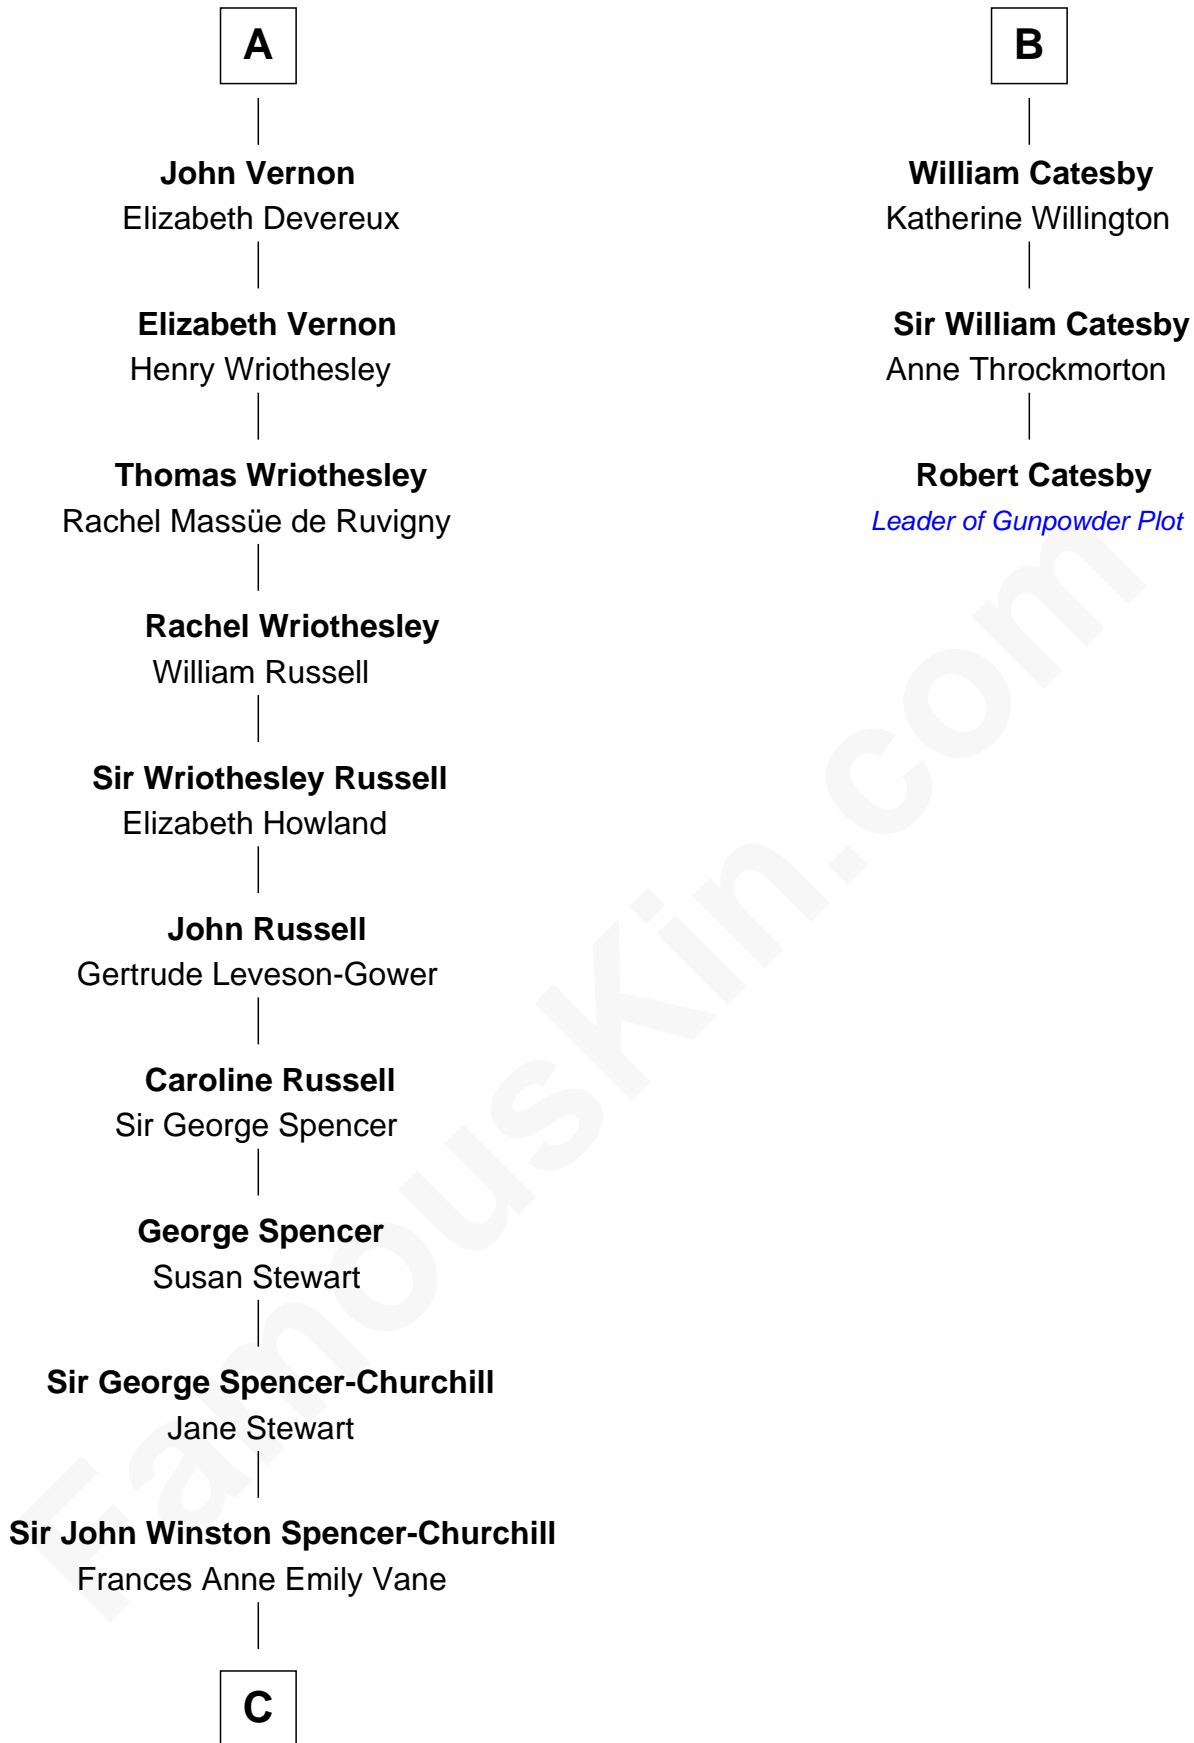 A
John Vernon
Elizabeth Devereux
Elizabeth Vernon
Henry Wriothesley
Thomas Wriothesley
Rachel Massüe de Ruvigny
Rachel Wriothesley
William Russell
Sir Wriothesley Russell
Elizabeth Howland
John Russell
Gertrude Leveson-Gower
Caroline Russell
Sir George Spencer
George Spencer
Susan Stewart
Sir George Spencer-Churchill
Jane Stewart
Sir John Winston Spencer-Churchill
Frances Anne Emily Vane
C
B
William Catesby
Katherine Willington
Sir William Catesby
Anne Throckmorton
Robert Catesby
Leader of Gunpowder Plot
FamousKin.com